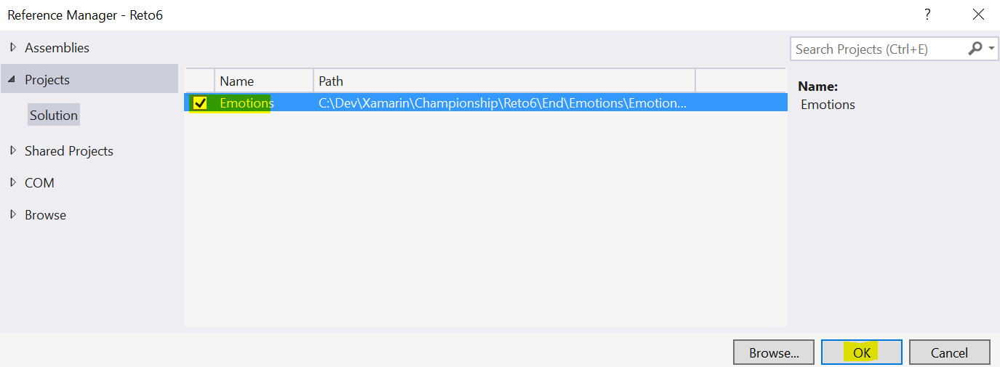 Reference Manager - Reto6
?
Assemblies
Projects
Solution
Shared Projects
COM
Browse
Name Path
Emotions C:\Dev\Xamarin\Championship\Reto6\End\Emotions\Emotion...
Search Projects (Ctrl+E)
Name:
Emotions
Browse... OK Cancel